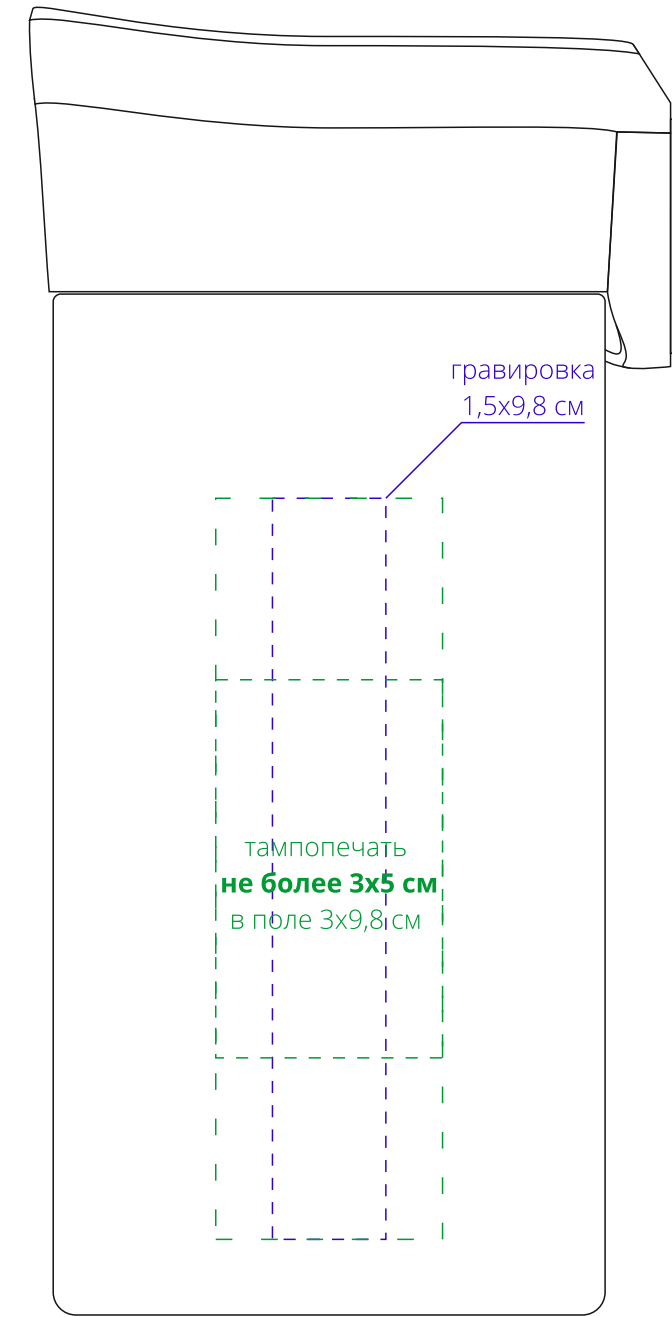 гравировка
1,5х9,8 см
тампопечать
не более 3х5 см
в поле 3х9,8 см